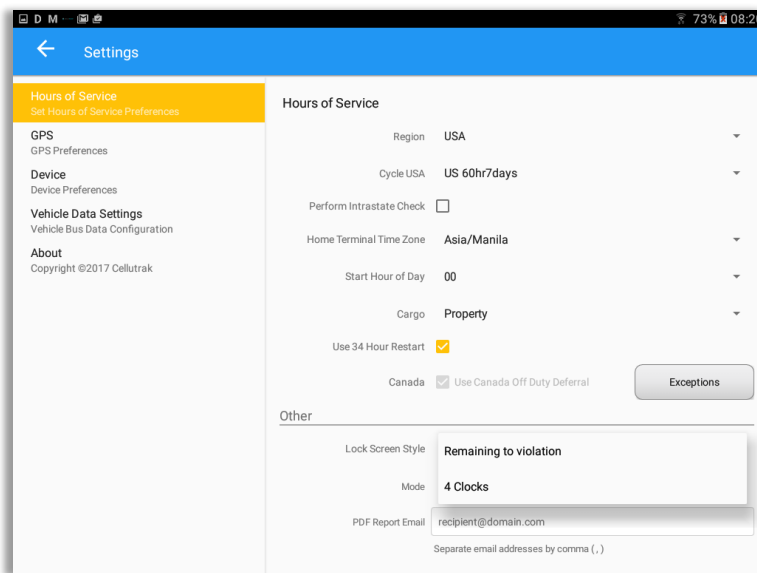 D M 73% 08:20
Settings
Hours of Service
Set Hours of Service Preferences
GPS
GPS Preferences
Device
Device Preferences
Vehicle Data Settings
Vehicle Bus Data Configuration
About
Copyright ©2017 Cellutrak
Hours of Service
Region USA
Cycle USA US 60hr7days
Perform Intrastate Check
Home Terminal Time Zone Asia/Manila
Start Hour of Day 00
Cargo Property
Use 34 Hour Restart
Canada Use Canada Off Duty Deferral Exceptions
Other
Lock Screen Style Remaining to violation
Mode 4 Clocks
PDF Report Email recipient@domain.com
Separate email addresses by comma ( , )